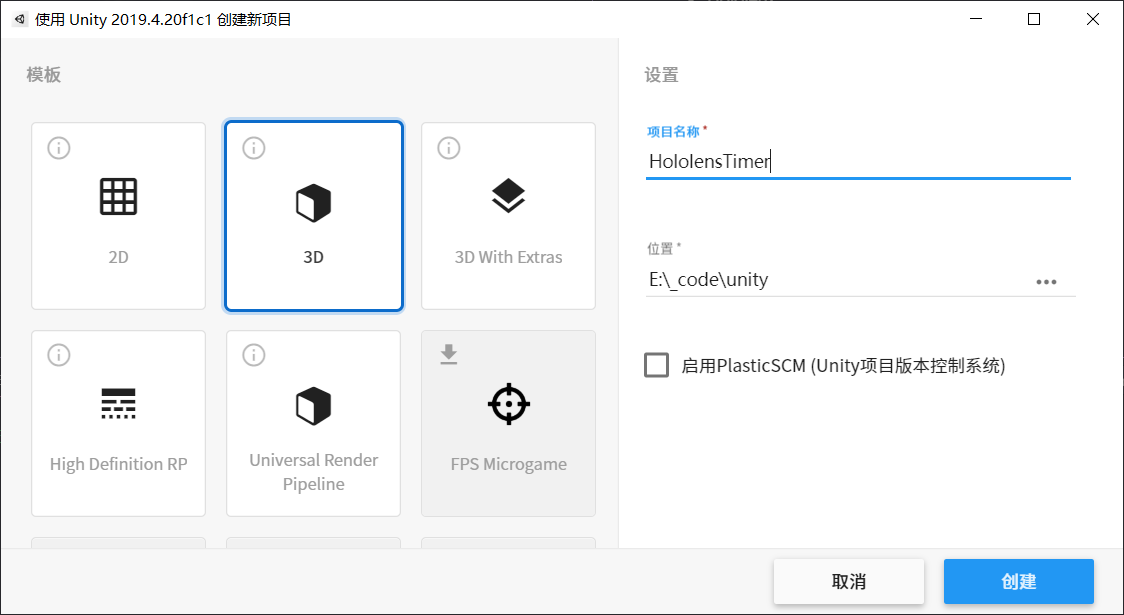 使用 Unity 2019.4.20f1c1 创建新项目
模板
2D
3D
3D With Extras
High Definition RP
Universal Render
Pipeline
FPS Microgame
设置
项目名称 *
HololensTimer
位置 *
E:\_code\unity
启用PlasticSCM (Unity项目版本控制系统)
取消
创建